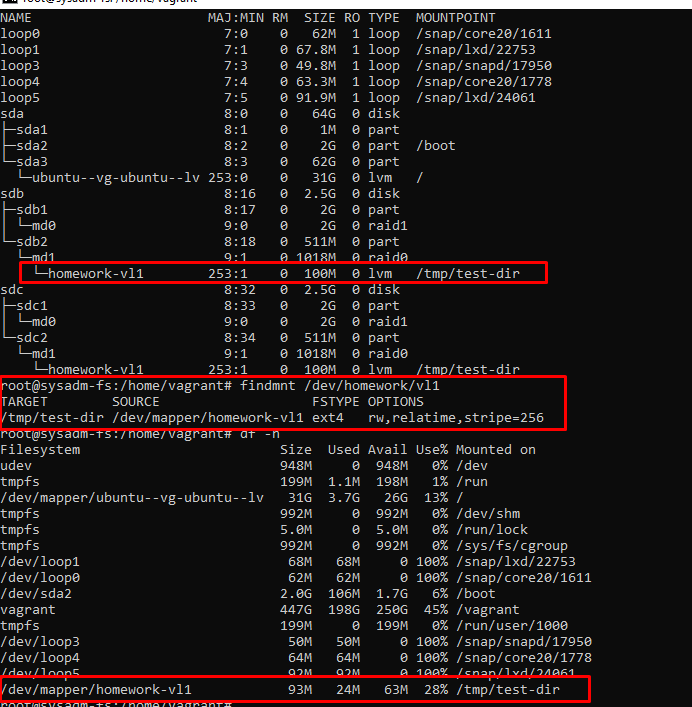 root@sysadm-fs:/home/vagrant
NAME MAJ:MIN RM SIZE RO TYPE MOUNTPOINT
loop0 7:0 0 62M 1 loop /snap/core20/1611
loop1 7:1 0 67.8M 1 loop /snap/lxd/22753
loop3 7:3 0 49.8M 1 loop /snap/snapd/17950
loop4 7:4 0 63.3M 1 loop /snap/core20/1778
loop5 7:5 0 91.9M 1 loop /snap/lxd/24061
sda 8:0 0 64G 0 disk
├─sda1 8:1 0 1M 0 part
├─sda2 8:2 0 2G 0 part /boot
└─sda3 8:3 0 62G 0 part
└─ubuntu--vg-ubuntu--lv 253:0 0 31G 0 lvm /
sdb 8:16 0 2.5G 0 disk
├─sdb1 8:17 0 2G 0 part
│ └─md0 9:0 0 2G 0 raid1
└─sdb2 8:18 0 511M 0 part
└─md1 9:1 0 1018M 0 raid0
└─homework-vl1 253:1 0 100M 0 lvm /tmp/test-dir
sdc 8:32 0 2.5G 0 disk
├─sdc1 8:33 0 2G 0 part
│ └─md0 9:0 0 2G 0 raid1
└─sdc2 8:34 0 511M 0 part
└─md1 9:1 0 1018M 0 raid0
└─homework-vl1 253:1 0 100M 0 lvm /tmp/test-dir
root@sysadm-fs:/home/vagrant# findmnt /dev/homework/vl1
TARGET SOURCE FSTYPE OPTIONS
/tmp/test-dir /dev/mapper/homework-vl1 ext4 rw,relatime,stripe=256
root@sysadm-fs:/home/vagrant# df -h
Filesystem Size Used Avail Use% Mounted on
udev 948M 0 948M 0% /dev
tmpfs 199M 1.1M 198M 1% /run
/dev/mapper/ubuntu--vg-ubuntu--lv 31G 3.7G 26G 13% /
tmpfs 992M 0 992M 0% /dev/shm
tmpfs 5.0M 0 5.0M 0% /run/lock
tmpfs 992M 0 992M 0% /sys/fs/cgroup
/dev/loop1 68M 68M 0 100% /snap/lxd/22753
/dev/loop0 62M 62M 0 100% /snap/core20/1611
/dev/sda2 2.0G 106M 1.7G 6% /boot
vagrant 447G 198G 250G 45% /vagrant
tmpfs 199M 0 199M 0% /run/user/1000
/dev/loop3 50M 50M 0 100% /snap/snapd/17950
/dev/loop4 64M 64M 0 100% /snap/core20/1778
/dev/loop5 92M 92M 0 100% /snap/lxd/24061
/dev/mapper/homework-vl1 93M 24M 63M 28% /tmp/test-dir
root@sysadm-fs:/home/vagrant#